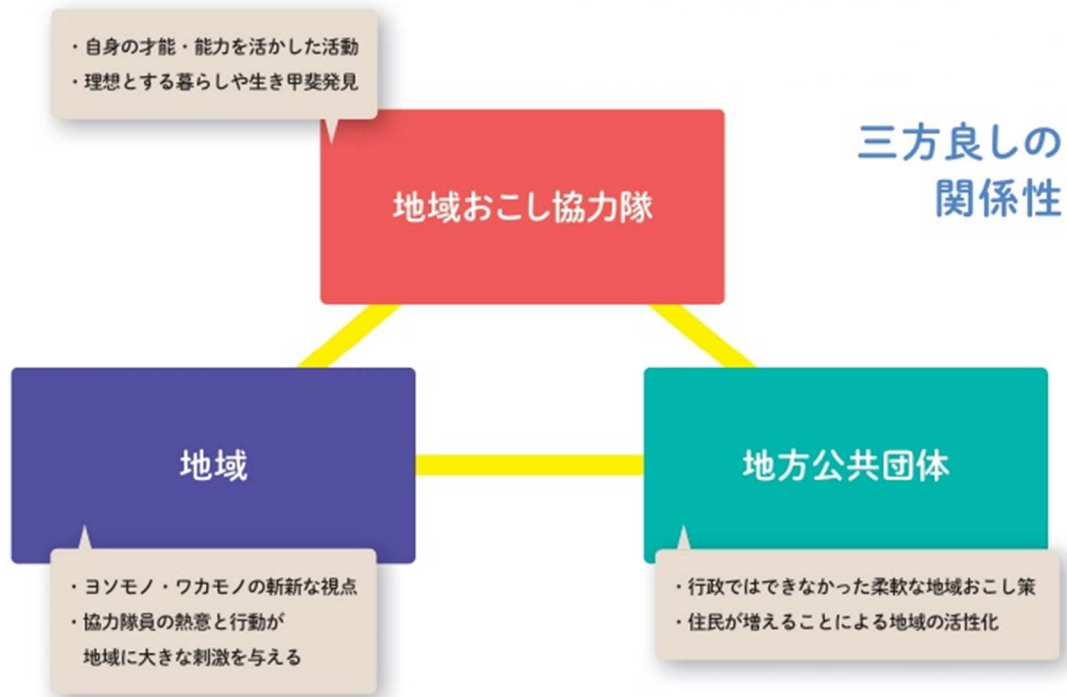 ・自身の才能・能力を活かした活動
・理想とする暮らしや生き甲斐発見
三方良しの
関係性
地域おこし協力隊
地域
地方公共団体
・ヨソモノ・ワカモノの斬新な視点
・協力隊員の熱意と行動が
地域に大きな刺激を与える
・行政ではできなかった柔軟な地域おこし策
・住民が増えることによる地域の活性化